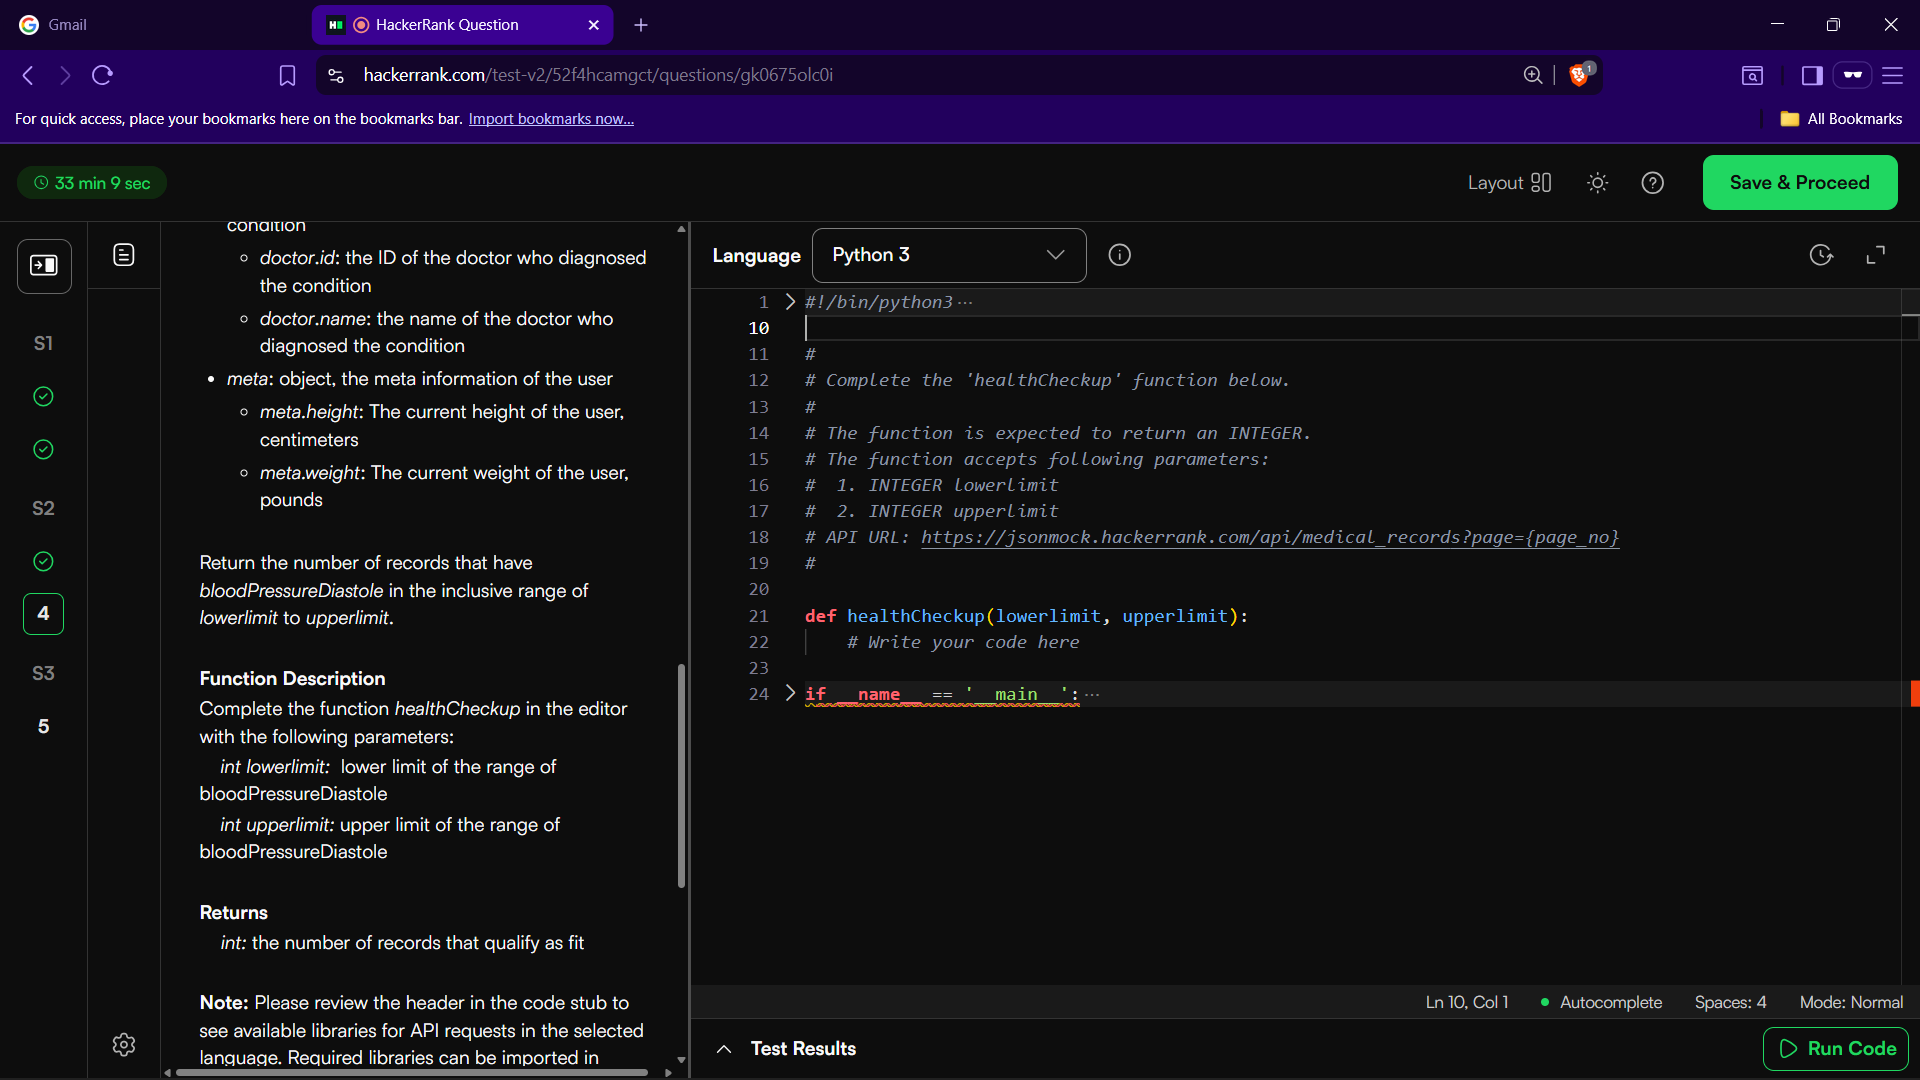 Gmail
HackerRank Question
hackerrank.com/test-v2/52f4hcamgct/questions/gk0675olc0i
1
For quick access, place your bookmarks here on the bookmarks bar. Import bookmarks now...
All Bookmarks
33 min 9 sec
Layout
Save & Proceed
S1
S2
4
S3
5
condition
doctor.id: the ID of the doctor who diagnosed
the condition
doctor.name: the name of the doctor who
diagnosed the condition
meta: object, the meta information of the user
meta.height: The current height of the user,
centimeters
meta.weight: The current weight of the user,
pounds
Return the number of records that have
bloodPressureDiastole in the inclusive range of
lowerlimit to upperlimit.
Function Description
Complete the function healthCheckup in the editor
with the following parameters:
int lowerlimit: lower limit of the range of
bloodPressureDiastole
int upperlimit: upper limit of the range of
bloodPressureDiastole
Returns
int: the number of records that qualify as fit
Note: Please review the header in the code stub to
see available libraries for API requests in the selected
language. Required libraries can be imported in
Language
Python 3
1 #!/bin/python3 ···
10
11 #
12 # Complete the 'healthCheckup' function below.
13 #
14 # The function is expected to return an INTEGER.
15 # The function accepts following parameters:
16 #  1. INTEGER lowerlimit
17 #  2. INTEGER upperlimit
18 # API URL: https://jsonmock.hackerrank.com/api/medical_records?page={page_no}
19 #
20
21 def healthCheckup(lowerlimit, upperlimit):
22     # Write your code here
23
24 if __name__ == '__main__': ···
Ln 10, Col 1
Autocomplete
Spaces: 4
Mode: Normal
Test Results
Run Code